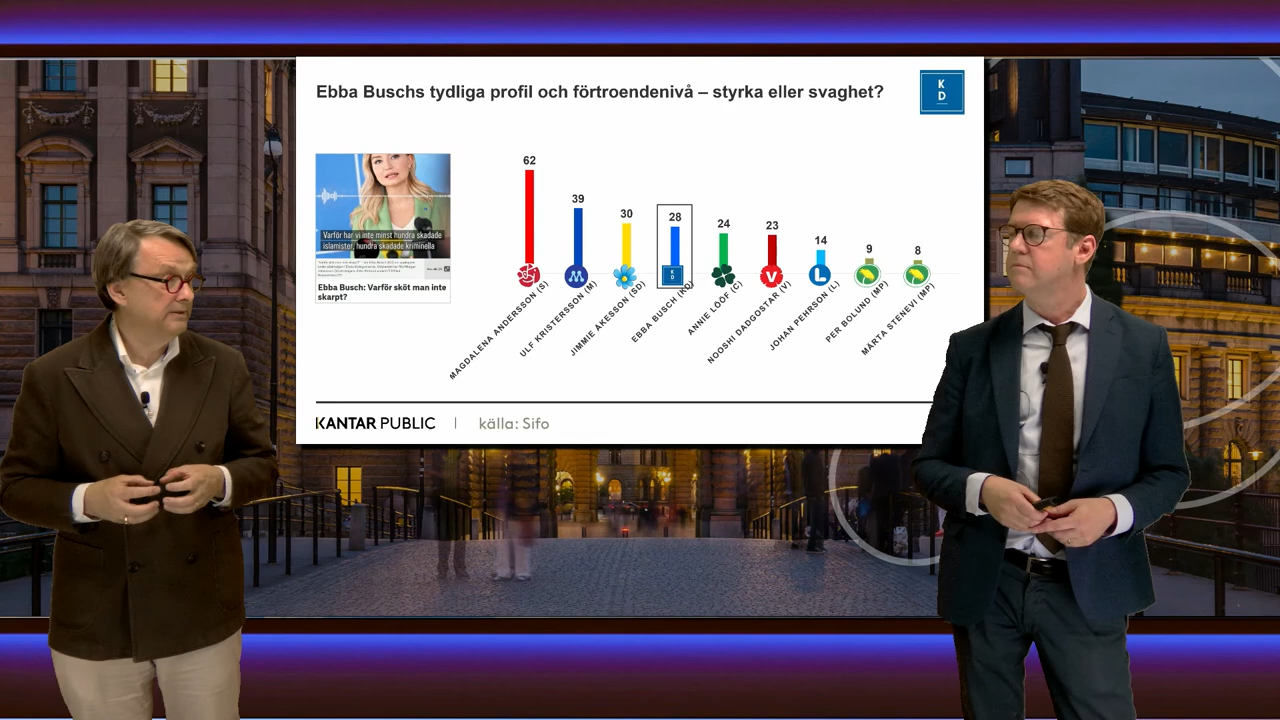 Ebba Buschs tydliga profil och förtroendenivå – styrka eller svaghet?
K
D
Varför har vi inte minst hundra skadade
islamister, hundra skadade kriminella
Ebba Busch: Varför sköt man inte
skarpt?
62
39
30
28
24
23
14
9
8
K
D
V
L
MAGDALENA ANDERSSON (S)
ULF KRISTERSSON (M)
JIMMIE ÅKESSON (SD)
EBBA BUSCH (KD)
ANNIE LÖÖF (C)
NOOSHI DADGOSTAR (V)
JOHAN PEHRSON (L)
PER BOLUND (MP)
MÄRTA STENEVI (MP)
KANTAR PUBLIC | källa: Sifo